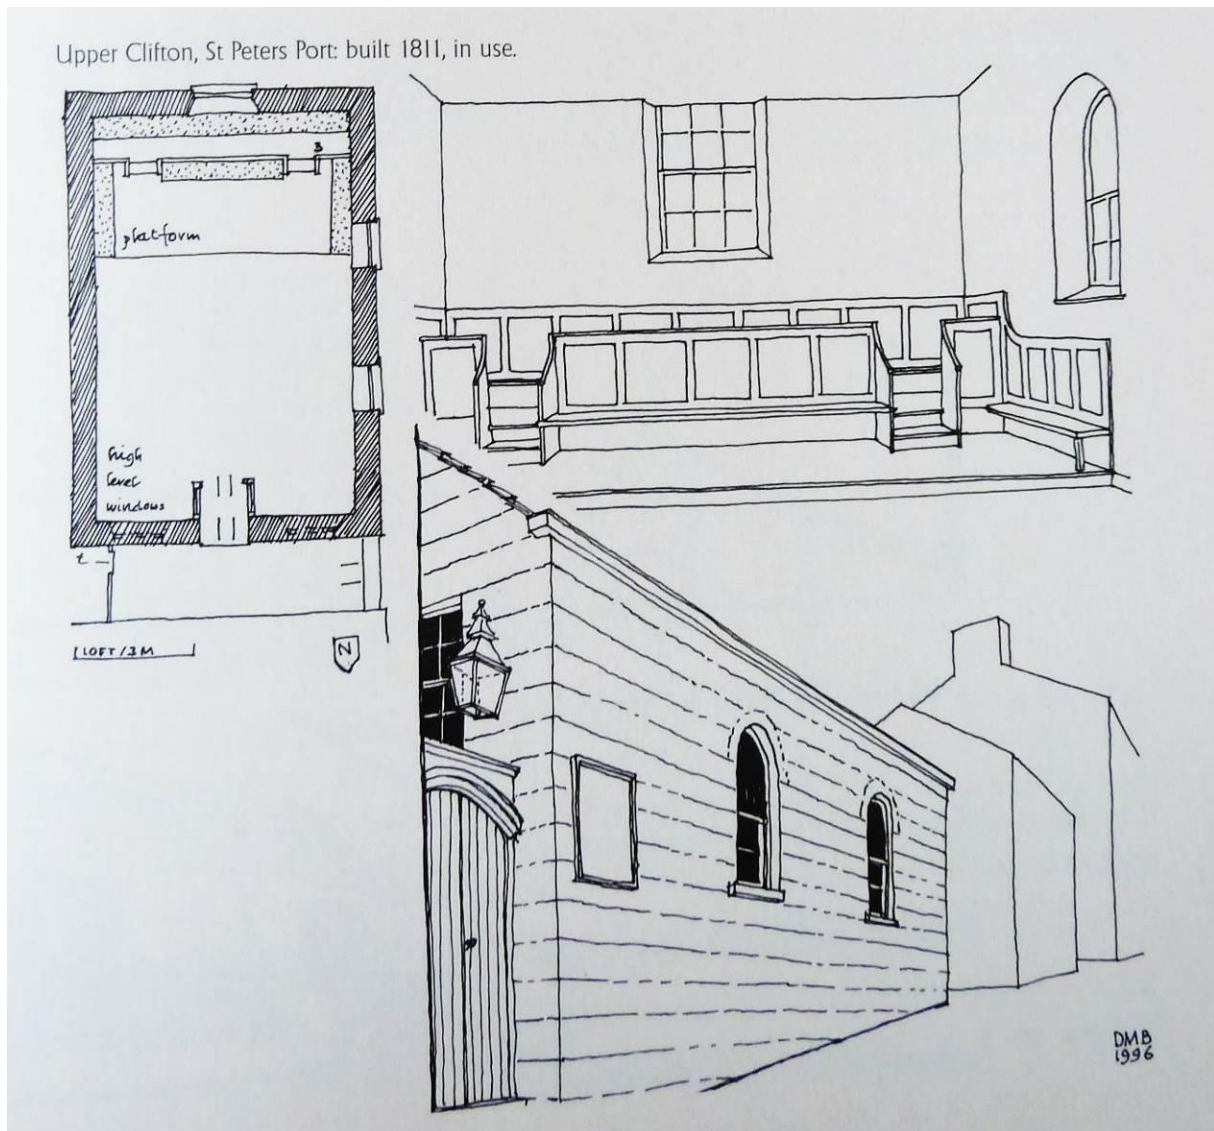 Upper Clifton, St Peters Port: built 1811, in use.
3
platform
high
level
windows
t
10FT/3M
N
DMB
1996